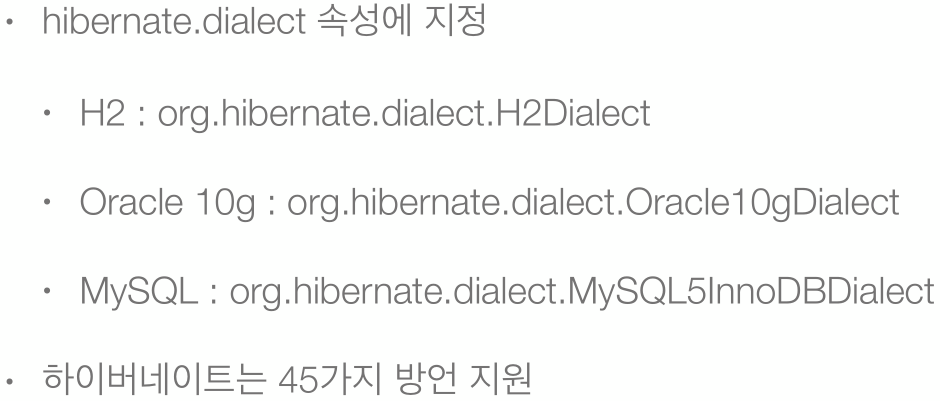 • hibernate.dialect 속성에 지정
• H2 : org.hibernate.dialect.H2Dialect
• Oracle 10g : org.hibernate.dialect.Oracle10gDialect
• MySQL : org.hibernate.dialect.MySQL5InnoDBDialect
• 하이버네이트는 45가지 방언 지원